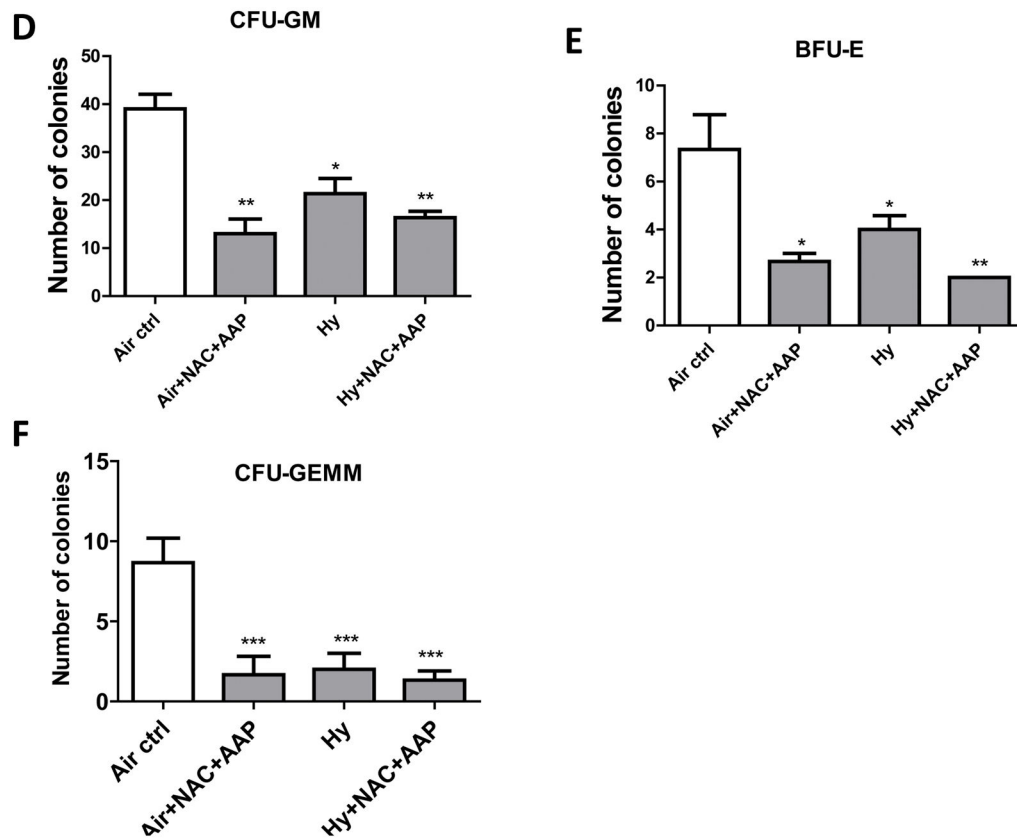 D
CFU-GM
Number of colonies
50
40
30
20
10
0
**
*
**
Air ctrl
Air+NAC+AAP
Hy
Hy+NAC+AAP
E
BFU-E
Number of colonies
10
8
6
4
2
0
*
*
**
Air ctrl
Air+NAC+AAP
Hy
Hy+NAC+AAP
F
CFU-GEMM
Number of colonies
15
10
5
0
***
***
***
Air ctrl
Air+NAC+AAP
Hy
Hy+NAC+AAP